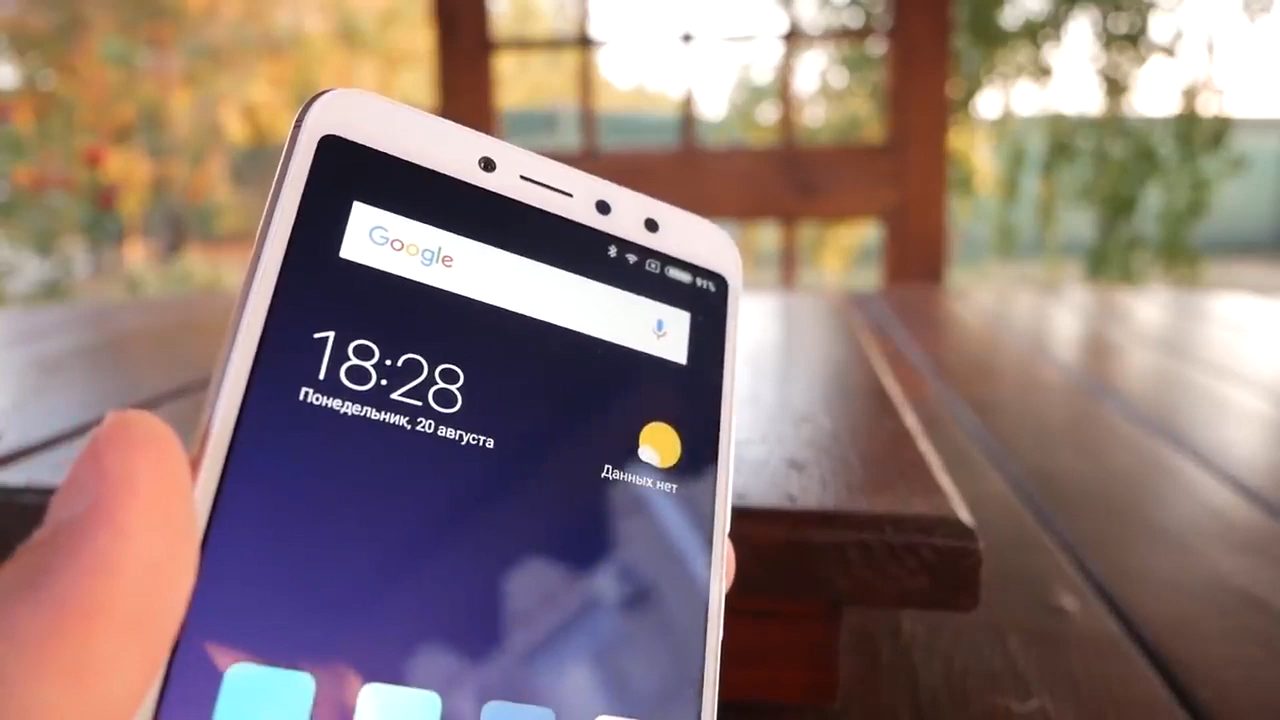 91%
Google
18:28
Понедельник, 20 августа
Данных нет